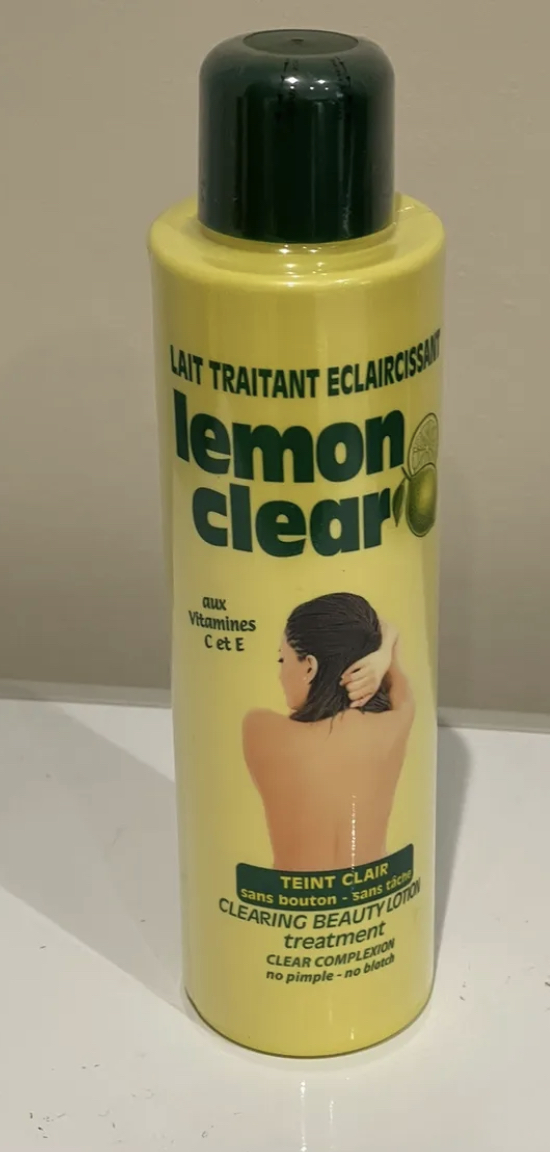 LAIT TRAITANT ECLAIRCISSANT
lemon
clear
aux
Vitamines
C et E
TEINT CLAIR
sans bouton - sans tâche
CLEARING BEAUTY LOTION
treatment
CLEAR COMPLEXION
no pimple - no blotch